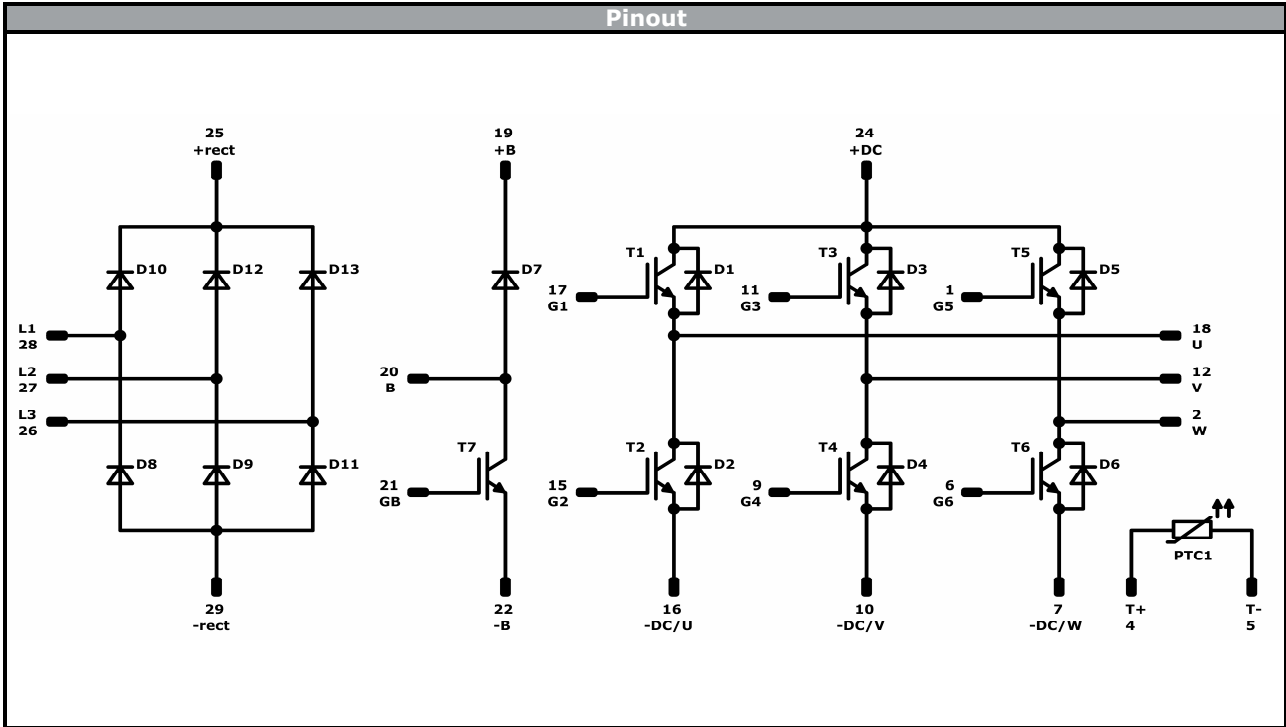 Pinout
25
+rect
19
+B
24
+DC
D10
D12
D13
D7
T1
D1
T3
D3
T5
D5
17
G1
11
G3
1
G5
L1
28
18
U
L2
27
20
B
12
V
L3
26
2
W
D8
D9
D11
T7
T2
D2
T4
D4
T6
D6
21
GB
15
G2
9
G4
6
G6
PTC1
29
-rect
22
-B
16
-DC/U
10
-DC/V
7
-DC/W
T+
4
T-
5